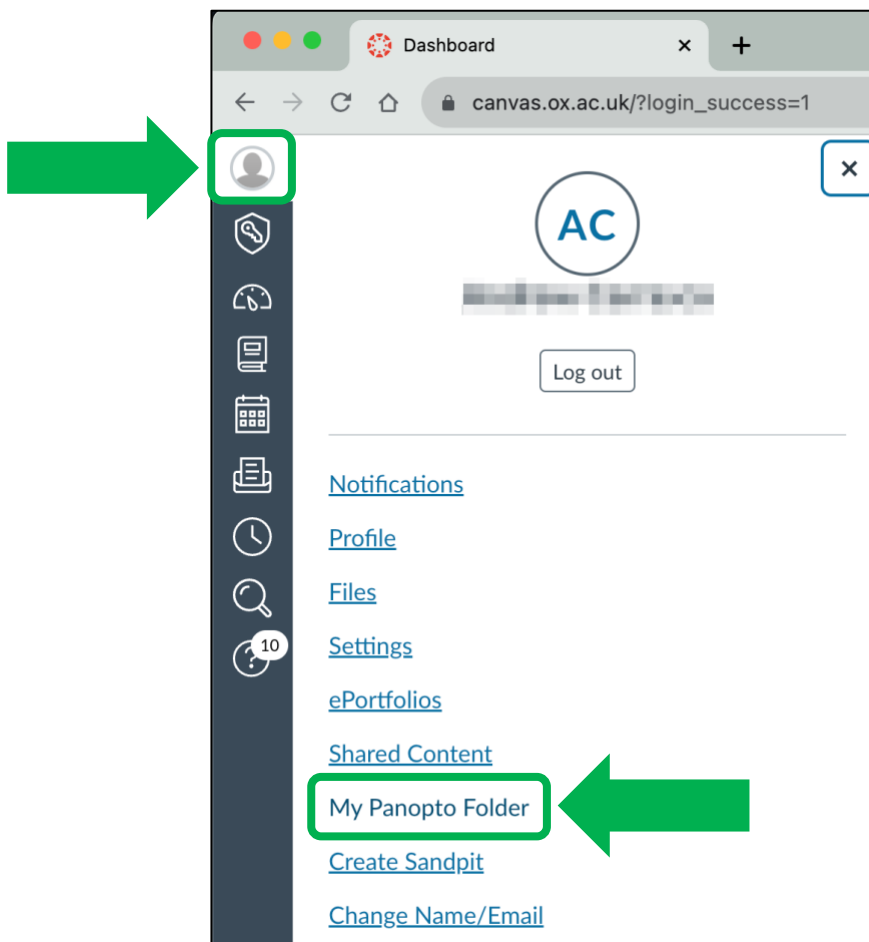 Dashboard
canvas.ox.ac.uk/?login_success=1
AC
Log out
Notifications
Profile
Files
Settings
10
ePortfolios
Shared Content
My Panopto Folder
Create Sandpit
Change Name/Email